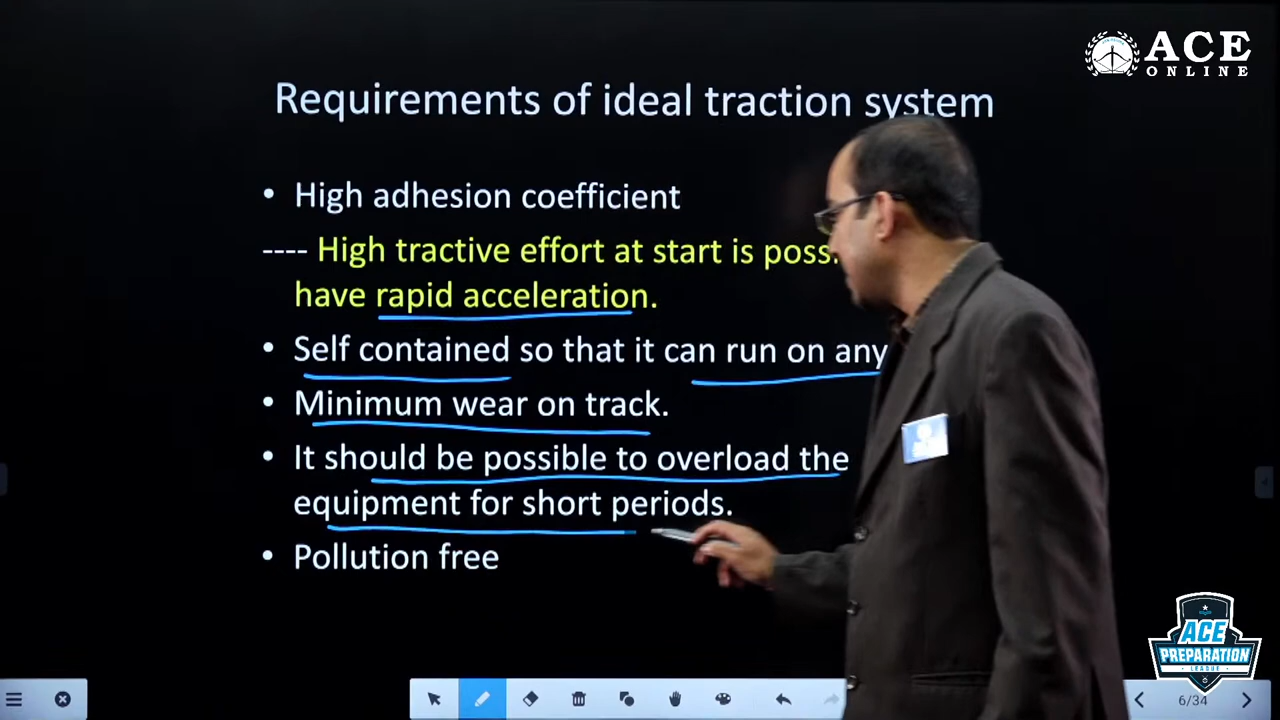 ACE
ONLINE
Requirements of ideal traction system
• High adhesion coefficient
---- High tractive effort at start is poss
have rapid acceleration.
• Self contained so that it can run on any
• Minimum wear on track.
• It should be possible to overload the
equipment for short periods.
• Pollution free
ACE
PREPARATION
LEAGUE
6/34